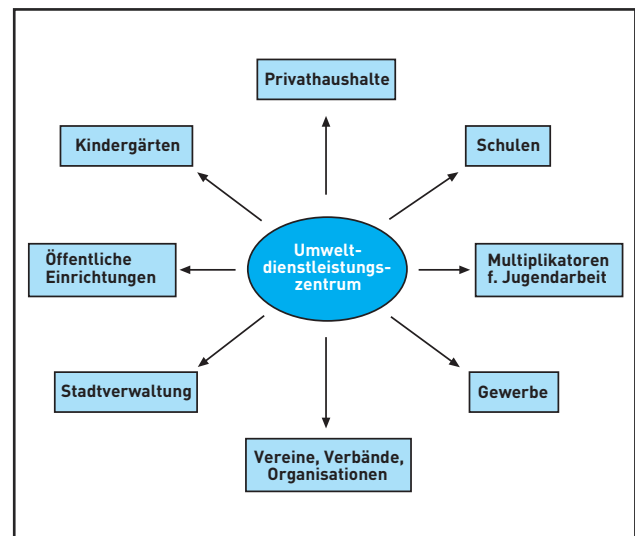 Privathaushalte
Kindergärten
Schulen
Umwelt-
dienstleistungs-
zentrum
Öffentliche
Einrichtungen
Multiplikatoren
f. Jugendarbeit
Stadtverwaltung
Gewerbe
Vereine, Verbände,
Organisationen